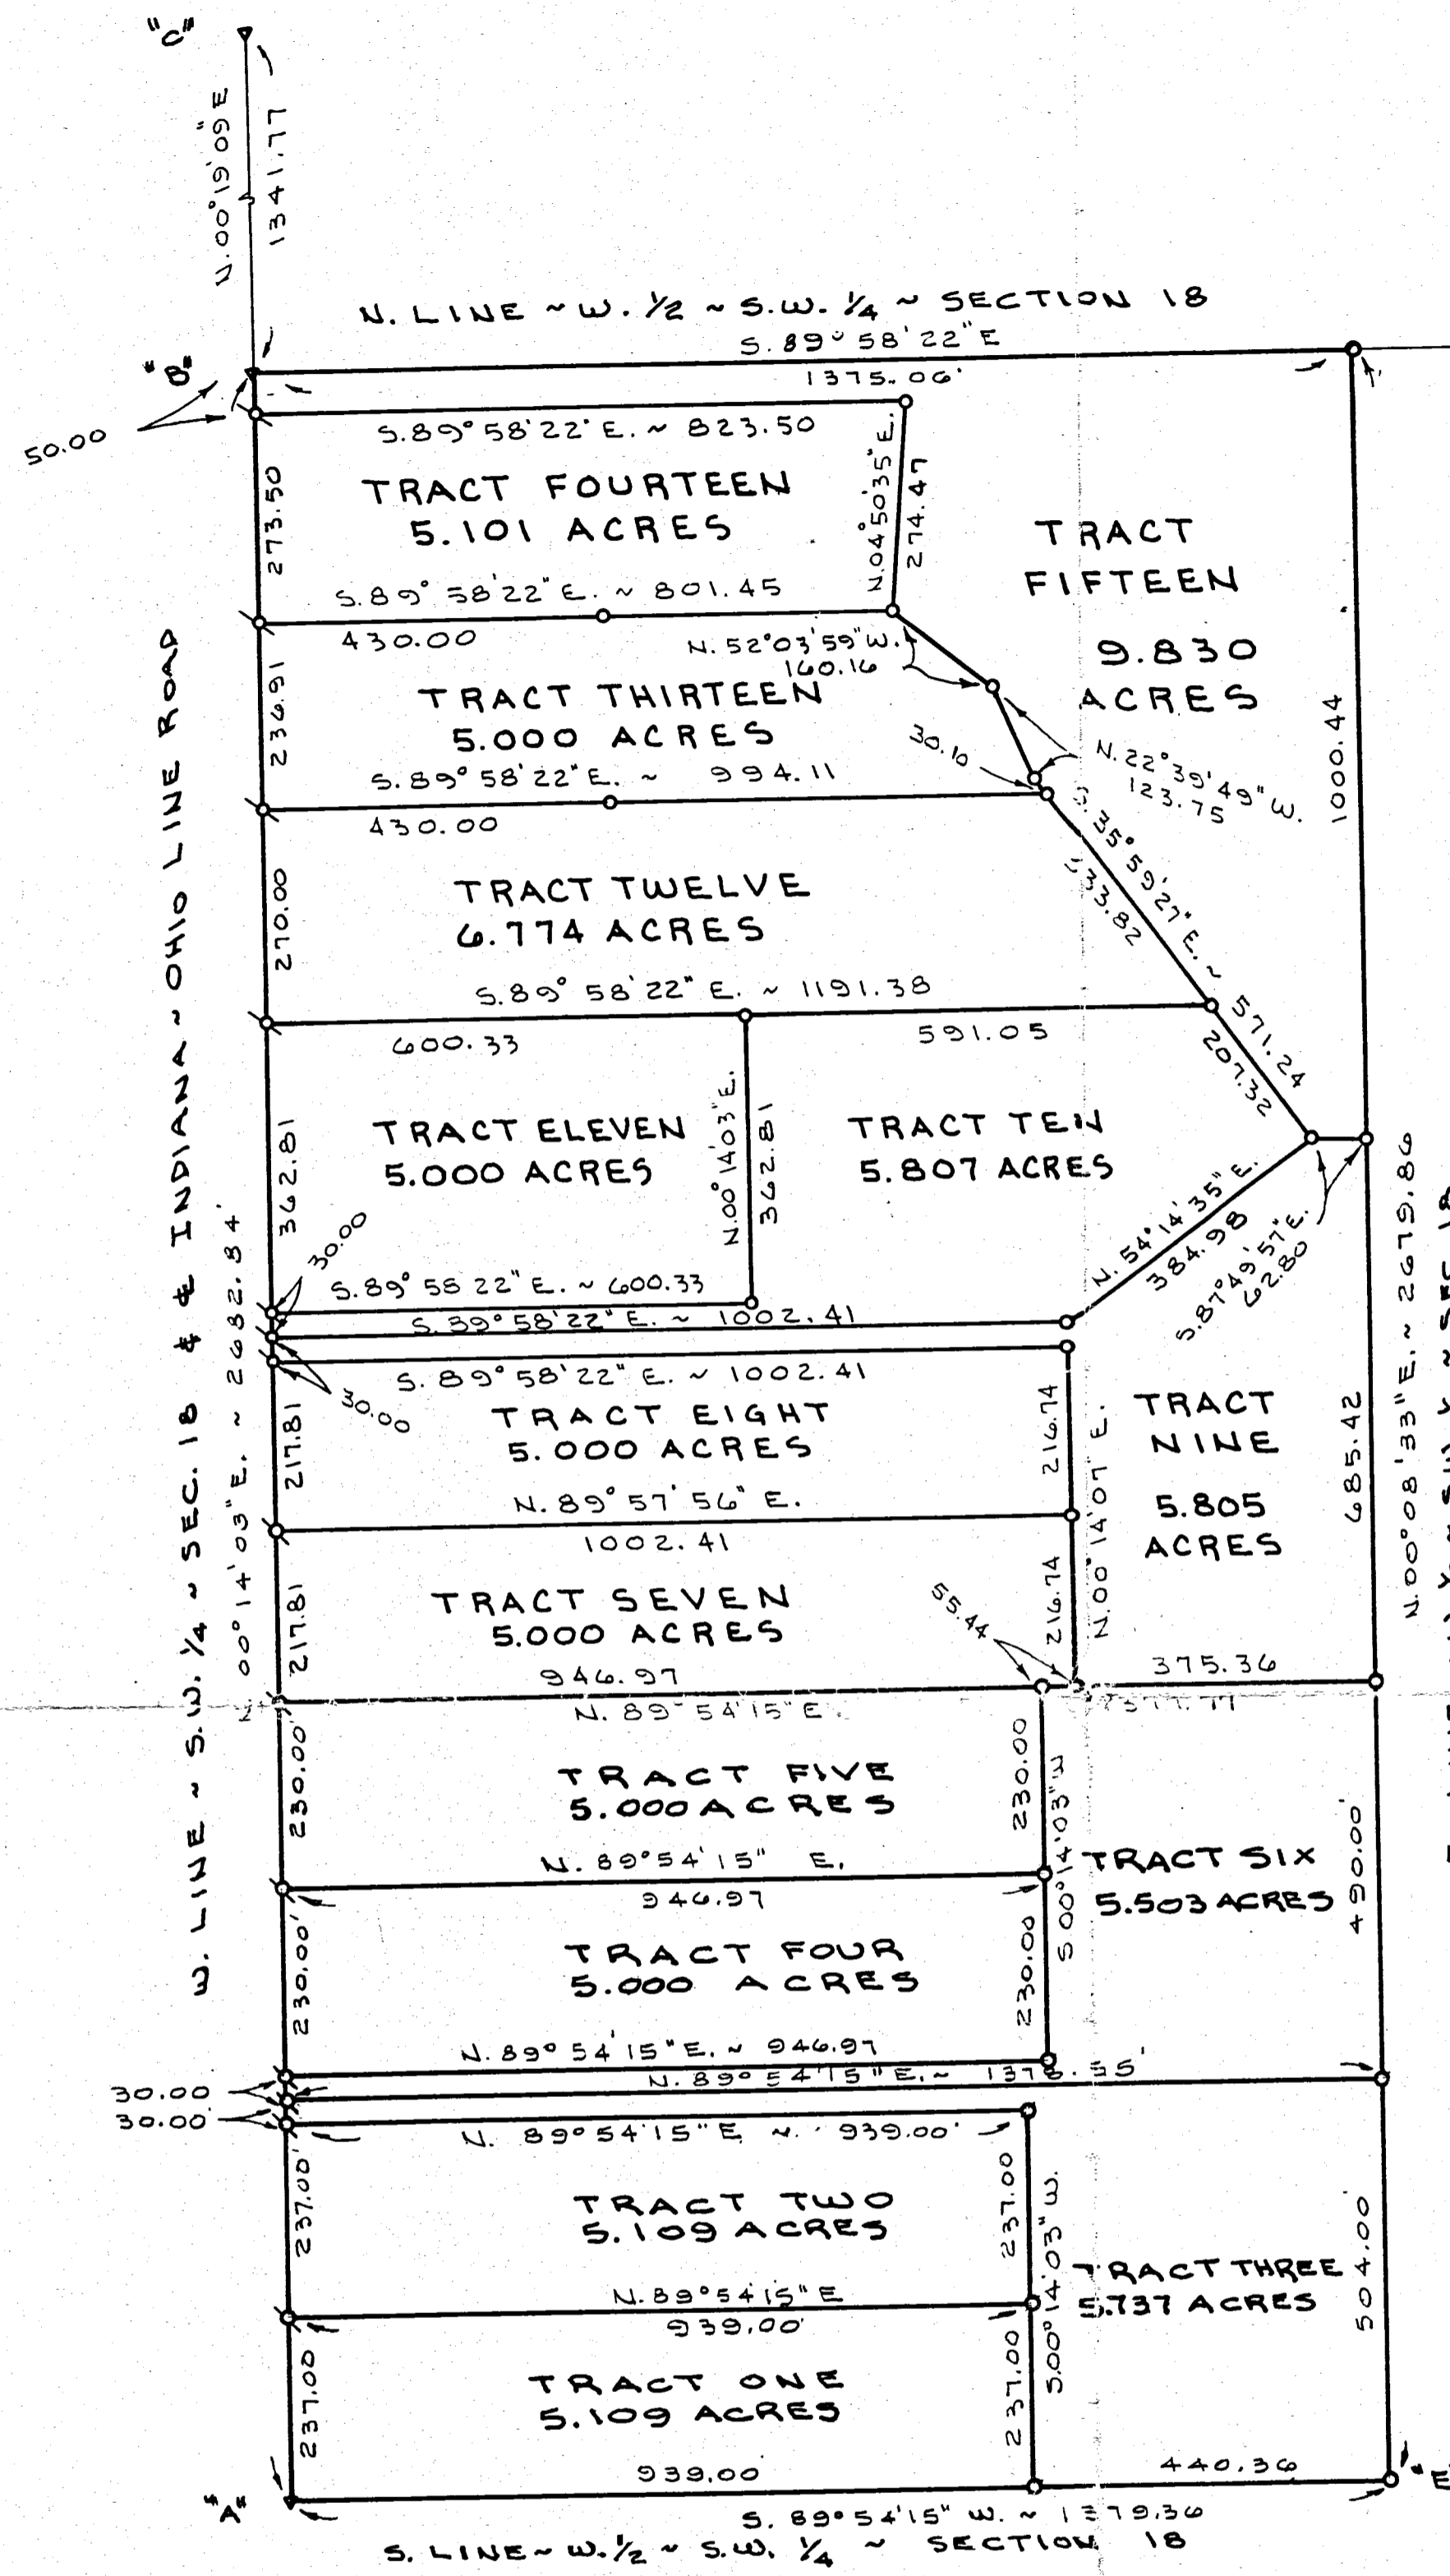 "C"
N.00°19'09"E
1341.77
N. LINE ~ W. 1/2 ~ S.W. 1/4 ~ SECTION 18
S. 89° 58' 22" E
1375.06'
"B"
50.00
S.89° 58' 22" E. ~ 823.50
273.50
TRACT FOURTEEN
5.101 ACRES
N.04°50'35"E.
274.47
S.89° 58' 22" E. ~ 801.45
430.00
N. 52°03'59" W.
160.16
TRACT
FIFTEEN
9.830
ACRES
1000.44
236.91
TRACT THIRTEEN
5.000 ACRES
30.10
N. 22°39'49" W.
123.75
S.89° 58' 22" E. ~ 994.11
430.00
270.00
TRACT TWELVE
6.774 ACRES
35°59'27" E. ~ 571.24
33.82
207.32
S.89° 58' 22" E. ~ 1191.38
600.33
591.05
362.81
TRACT ELEVEN
5.000 ACRES
N.00°14'03"E.
362.81
TRACT TEN
5.807 ACRES
N. 54°14'35" E.
384.98
S.87°49'57"E.
62.80
30.00
S.89° 58' 22" E. ~ 600.33
S. 89° 58' 22" E. ~ 1002.41
S. 89° 58' 22" E. ~ 1002.41
30.00
217.81
TRACT EIGHT
5.000 ACRES
216.74
N.00°14'07" E.
TRACT
NINE
5.805
ACRES
685.42
N. 89° 57' 56" E.
1002.41
217.81
TRACT SEVEN
5.000 ACRES
216.74
55.44
946.97
375.36
N. 89° 54' 15" E.
1377.77
230.00'
TRACT FIVE
5.000 ACRES
230.00
S 00°14'03" W
N. 89° 54' 15" E.
946.97
TRACT SIX
5.503 ACRES
490.00'
230.00'
TRACT FOUR
5.000 ACRES
230.00
N. 89° 54' 15" E. ~ 946.97
N. 89° 54' 15" E. ~ 1378.55'
30.00
30.00
N. 89° 54' 15" E. ~ 939.00'
237.00'
TRACT TWO
5.109 ACRES
237.00
S.00°14'03" W.
N. 89° 54' 15" E
939.00'
TRACT THREE
5.737 ACRES
504.00'
237.00
TRACT ONE
5.109 ACRES
237.00
939.00
440.36
"A"
"E
S. 89° 54' 15" W. ~ 1379.36
S. LINE ~ W. 1/2 ~ S.W. 1/4 ~ SECTION 18
W. LINE ~ S.W. 1/4 ~ SEC. 18 & ℄ INDIANA ~ OHIO LINE ROAD
N 00°14'03" E. ~ 2682.84'
N.00°08'33" E. ~ 2679.86